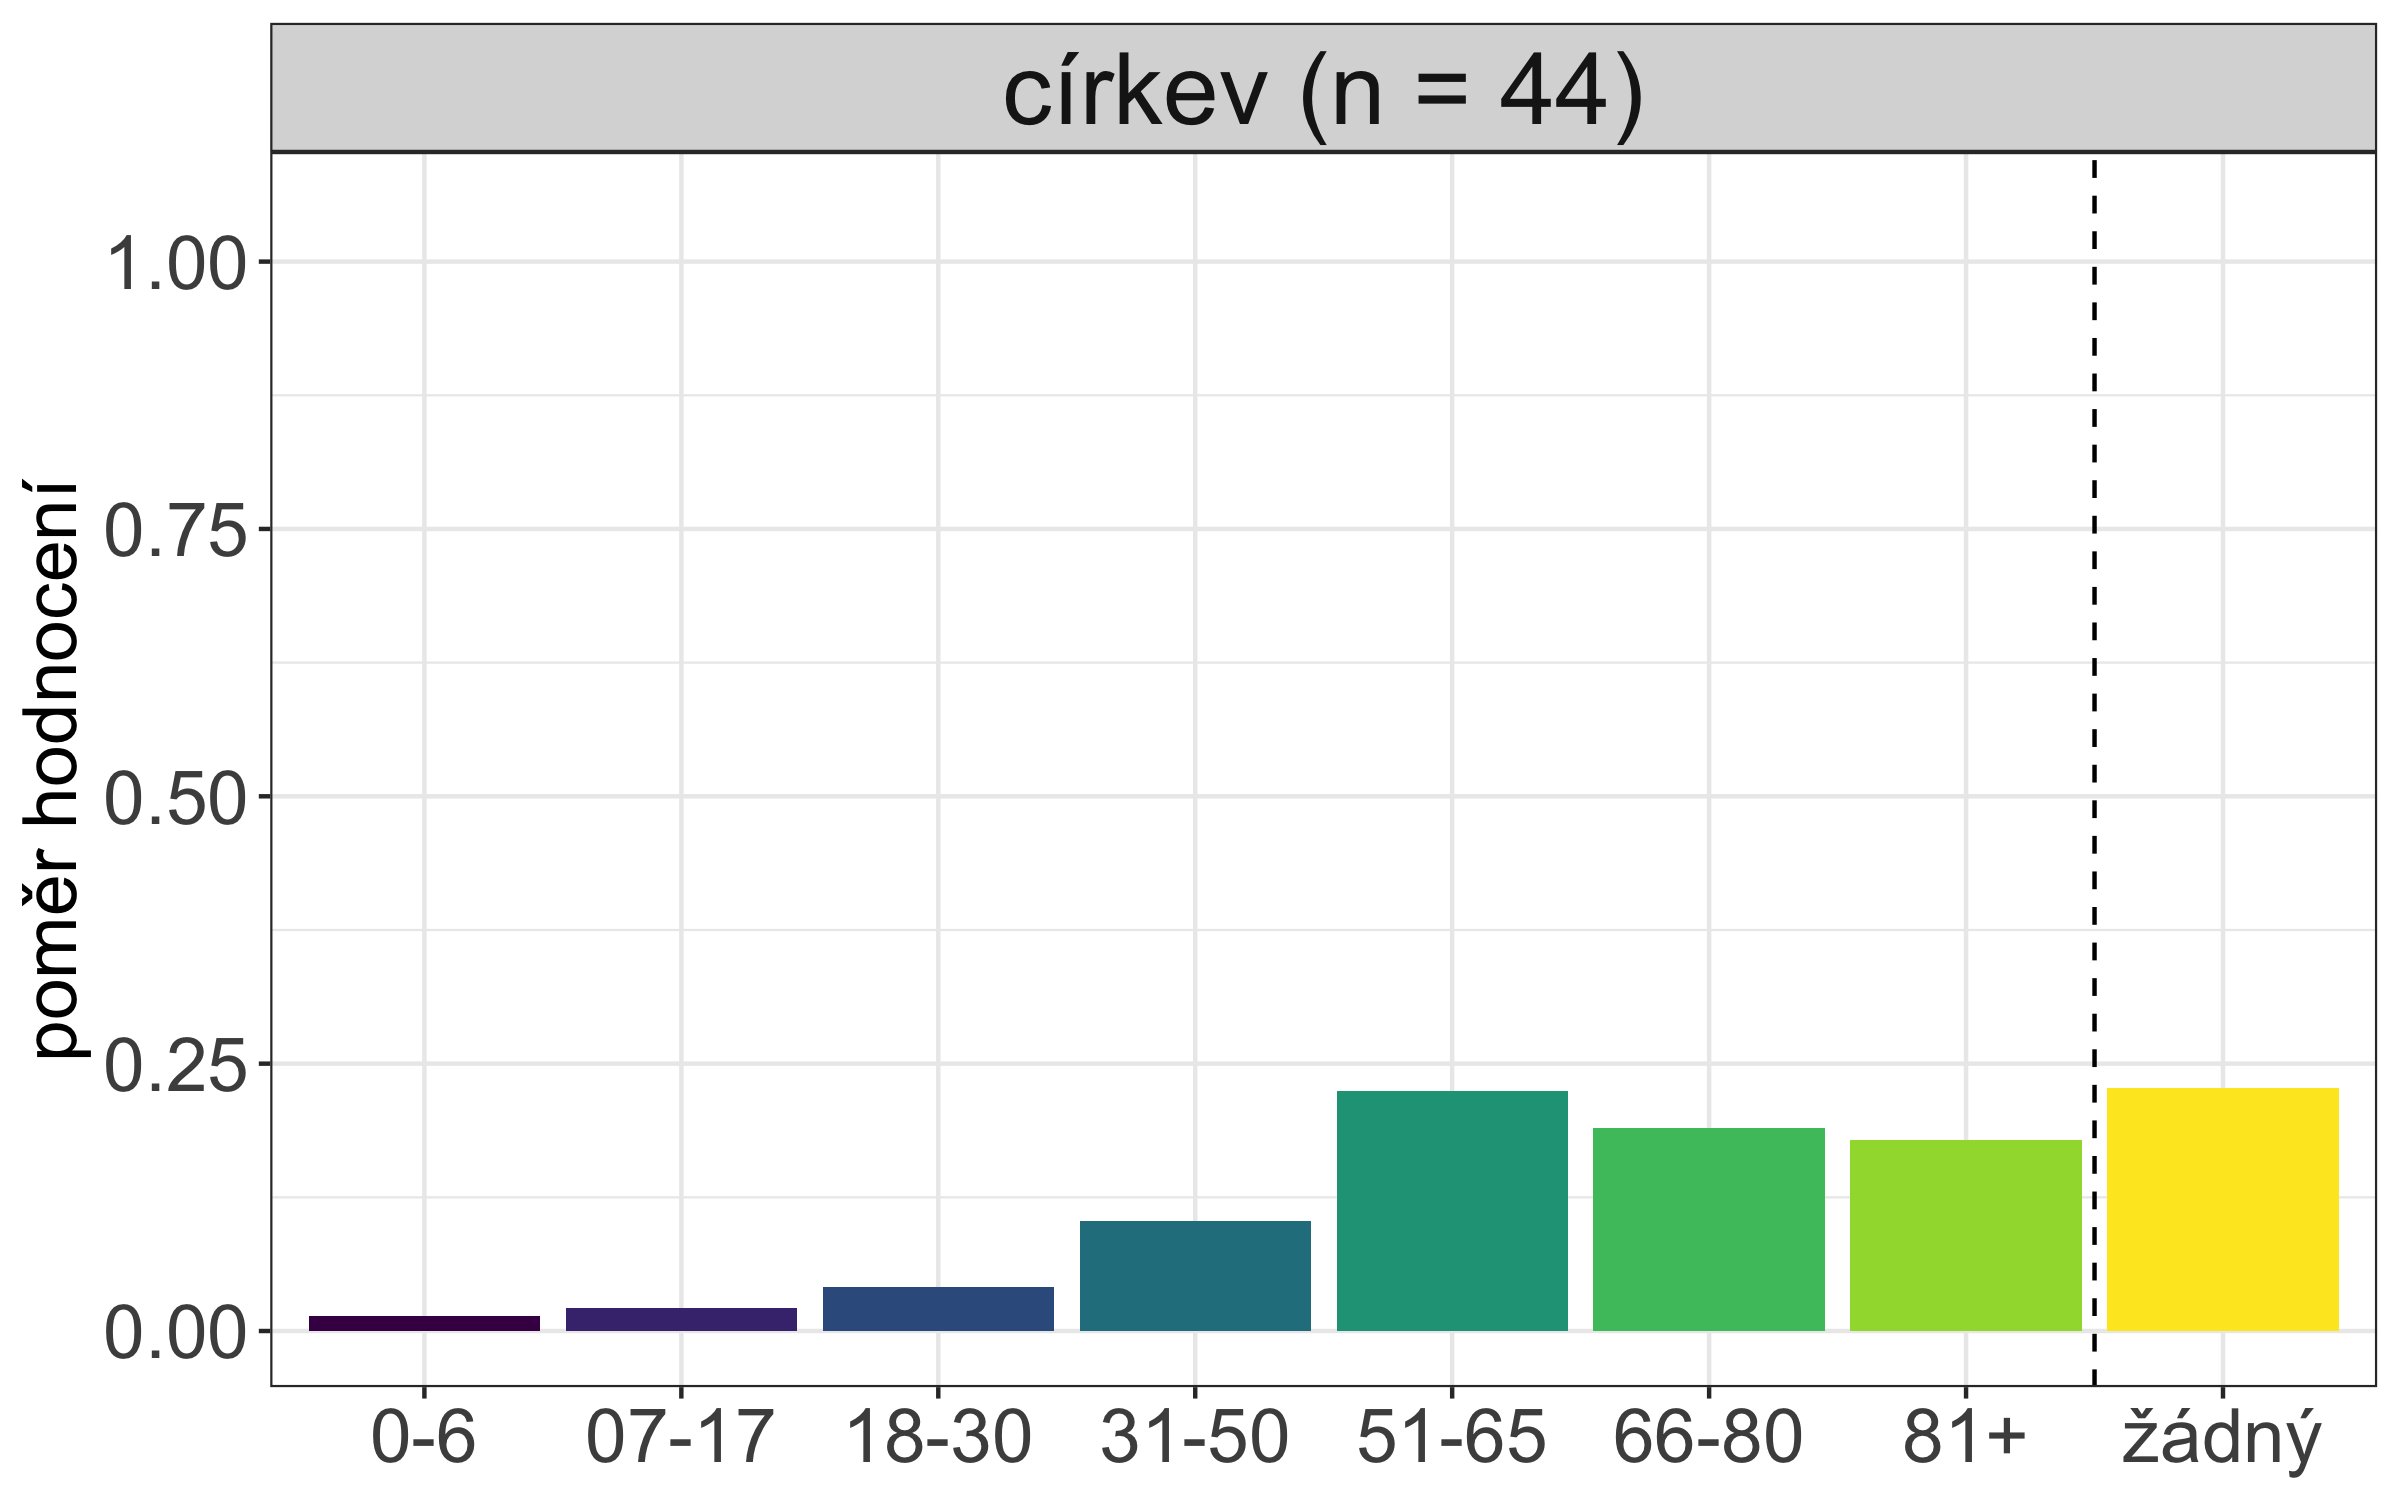 církev (n = 44)
poměr hodnocení
1.00
0.75
0.50
0.25
0.00
0-6 07-17 18-30 31-50 51-65 66-80 81+ žádný